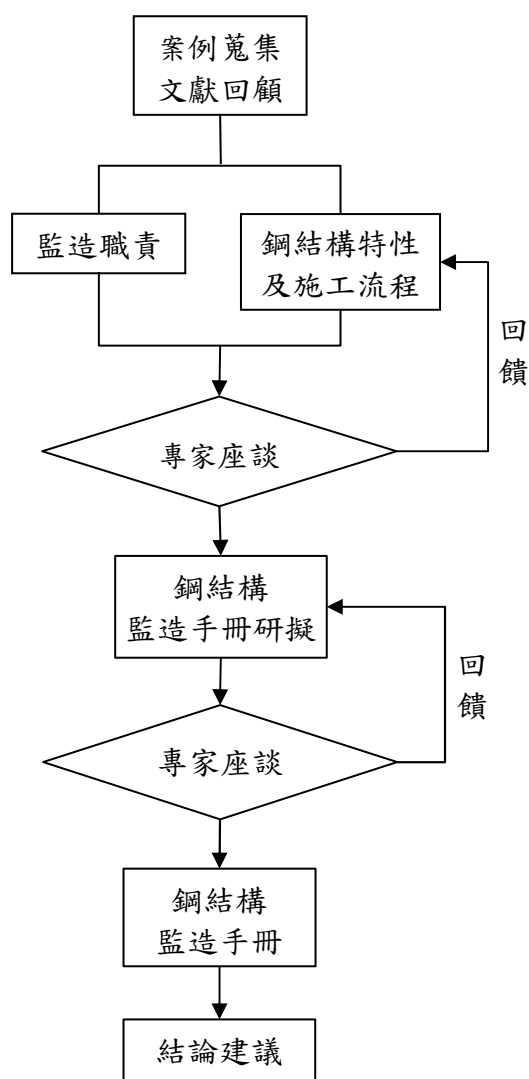 案例蒐集
文獻回顧
監造職責
鋼結構特性
及施工流程
回饋
專家座談
鋼結構
監造手冊研擬
回饋
專家座談
鋼結構
監造手冊
結論建議